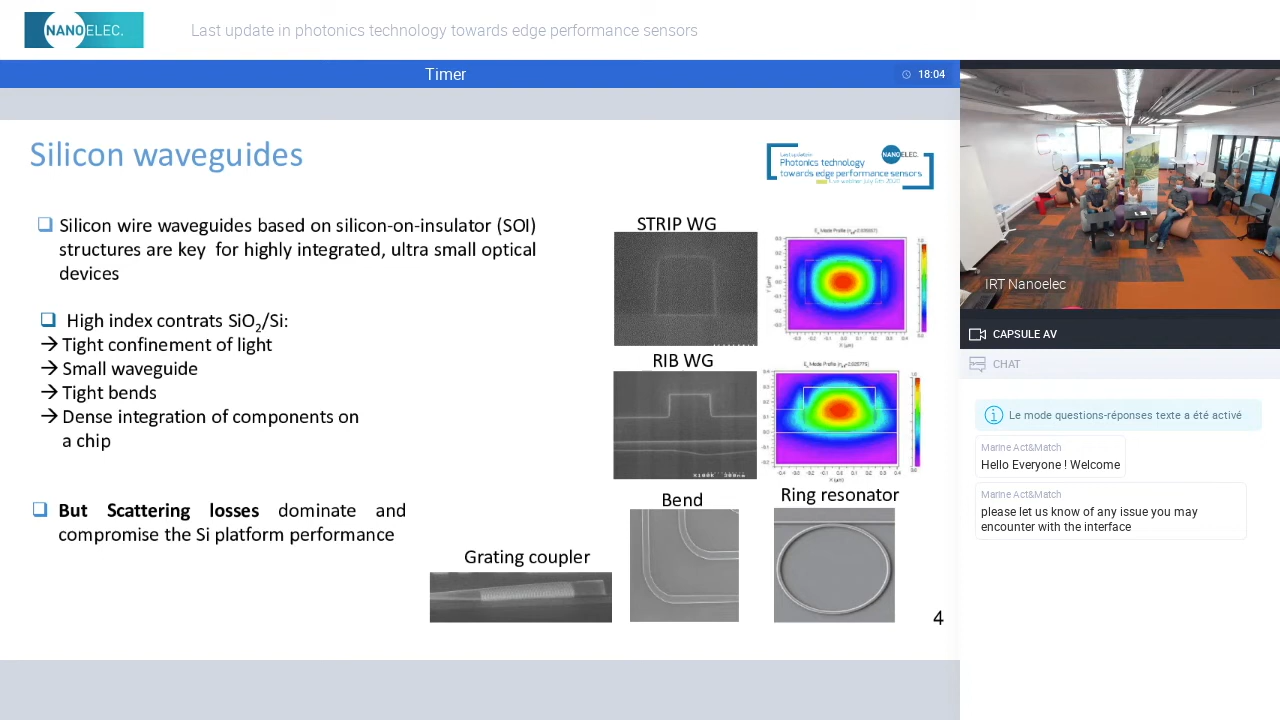 NANOELEC.
Last update in photonics technology towards edge performance sensors
Timer
18:04
Silicon waveguides
Last update in
Photonics technology
towards edge performance sensors
NANOELEC.
❑ Silicon wire waveguides based on silicon-on-insulator (SOI)
structures are key for highly integrated, ultra small optical
devices
❑ High index contrats SiO2/Si:
→ Tight confinement of light
→ Small waveguide
→ Tight bends
→ Dense integration of components on
a chip
❑ But Scattering losses dominate and
compromise the Si platform performance
STRIP WG
RIB WG
Bend
Ring resonator
Grating coupler
4
IRT Nanoelec
CAPSULE AV
CHAT
Le mode questions-réponses texte a été activé
Marine Act&Match
Hello Everyone ! Welcome
Marine Act&Match
please let us know of any issue you may
encounter with the interface